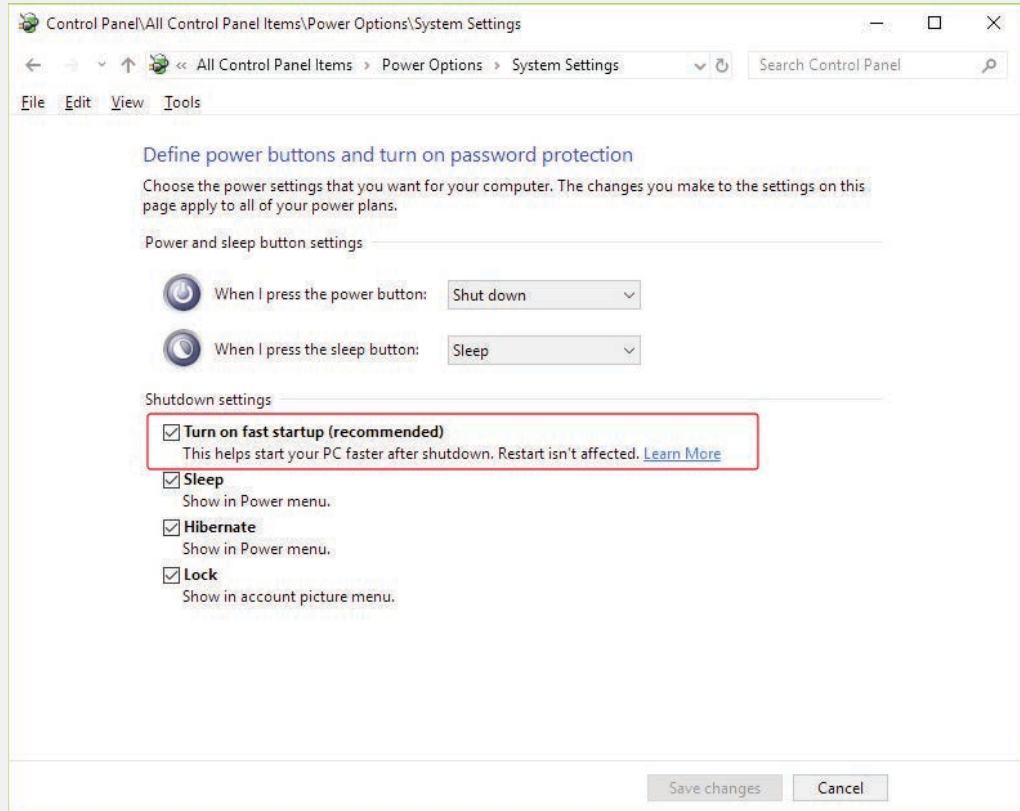 Control Panel\All Control Panel Items\Power Options\System Settings
« All Control Panel Items › Power Options › System Settings
Search Control Panel
File Edit View Tools
Define power buttons and turn on password protection
Choose the power settings that you want for your computer. The changes you make to the settings on this
page apply to all of your power plans.
Power and sleep button settings
When I press the power button: Shut down
When I press the sleep button: Sleep
Shutdown settings
Turn on fast startup (recommended)
This helps start your PC faster after shutdown. Restart isn't affected. Learn More
Sleep
Show in Power menu.
Hibernate
Show in Power menu.
Lock
Show in account picture menu.
Save changes Cancel